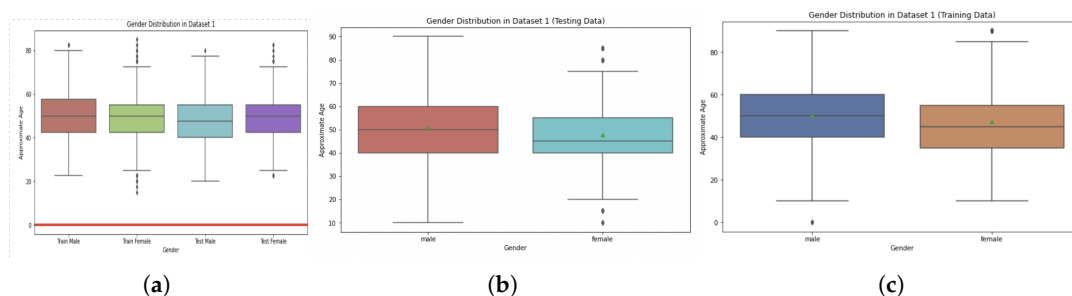 Gender Distribution in Dataset 1
80
60
40
20
0
Approximate Age
Train Male Train Female Test Male Test Female
Gender
(a)
Gender Distribution in Dataset 1 (Testing Data)
90
80
70
60
50
40
30
20
10
Approximate Age
male female
Gender
(b)
Gender Distribution in Dataset 1 (Training Data)
80
60
40
20
0
Approximate Age
male female
Gender
(c)